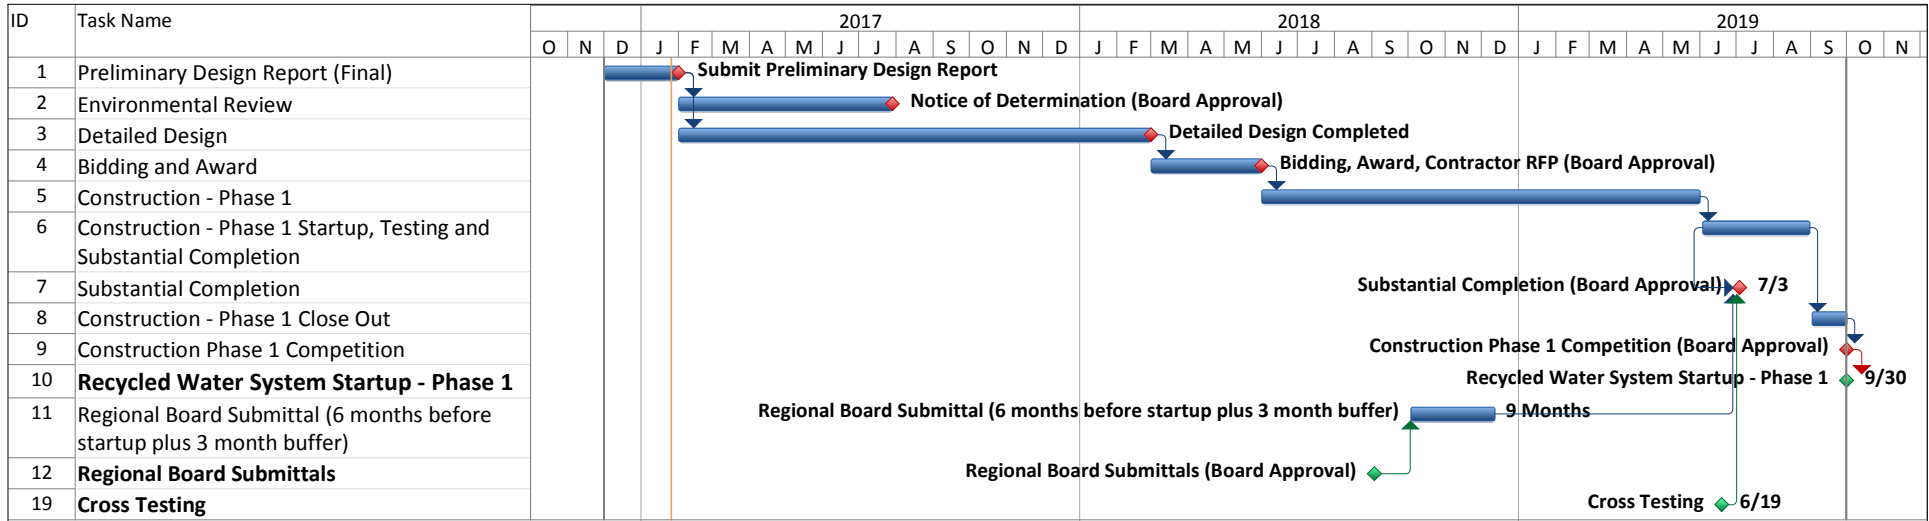 ID Task Name 2017 2018 2019
O N D J F M A M J J A S O N D J F M A M J J A S O N D J F M A M J J A S O N
1 Preliminary Design Report (Final) Submit Preliminary Design Report
2 Environmental Review Notice of Determination (Board Approval)
3 Detailed Design Detailed Design Completed
4 Bidding and Award Bidding, Award, Contractor RFP (Board Approval)
5 Construction - Phase 1
6 Construction - Phase 1 Startup, Testing and
Substantial Completion
7 Substantial Completion Substantial Completion (Board Approval) 7/3
8 Construction - Phase 1 Close Out
9 Construction Phase 1 Competition Construction Phase 1 Competition (Board Approval)
10 Recycled Water System Startup - Phase 1 Recycled Water System Startup - Phase 1 9/30
11 Regional Board Submittal (6 months before Regional Board Submittal (6 months before startup plus 3 month buffer) 9 Months
startup plus 3 month buffer)
12 Regional Board Submittals Regional Board Submittals (Board Approval)
19 Cross Testing Cross Testing 6/19